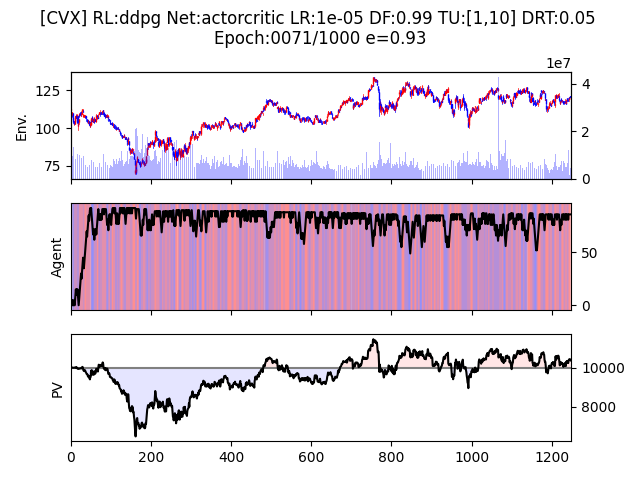 [CVX] RL:ddpg Net:actorcritic LR:1e-05 DF:0.99 TU:[1,10] DRT:0.05
Epoch:0071/1000 e=0.93
1e7
125
100
75
Env.
4
2
0
Agent
50
0
PV
10000
8000
0
200
400
600
800
1000
1200